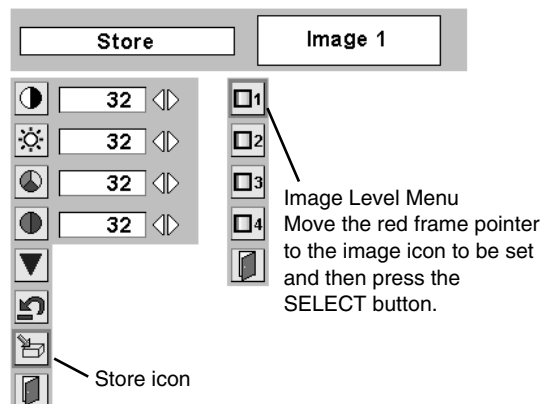 Store
Image 1
32
32
32
32
1
2
3
4
Image Level Menu
Move the red frame pointer
to the image icon to be set
and then press the
SELECT button.
Store icon